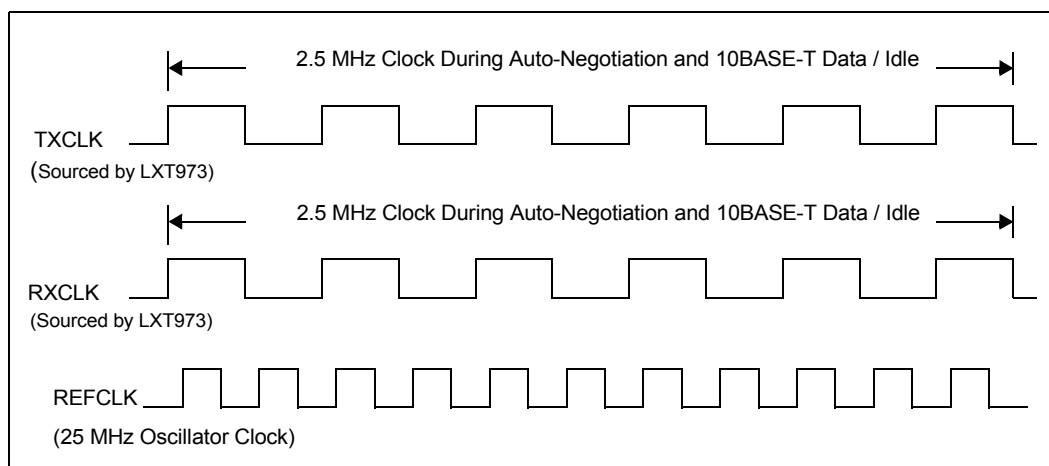 2.5 MHz Clock During Auto-Negotiation and 10BASE-T Data / Idle
TXCLK
(Sourced by LXT973)
2.5 MHz Clock During Auto-Negotiation and 10BASE-T Data / Idle
RXCLK
(Sourced by LXT973)
REFCLK
(25 MHz Oscillator Clock)